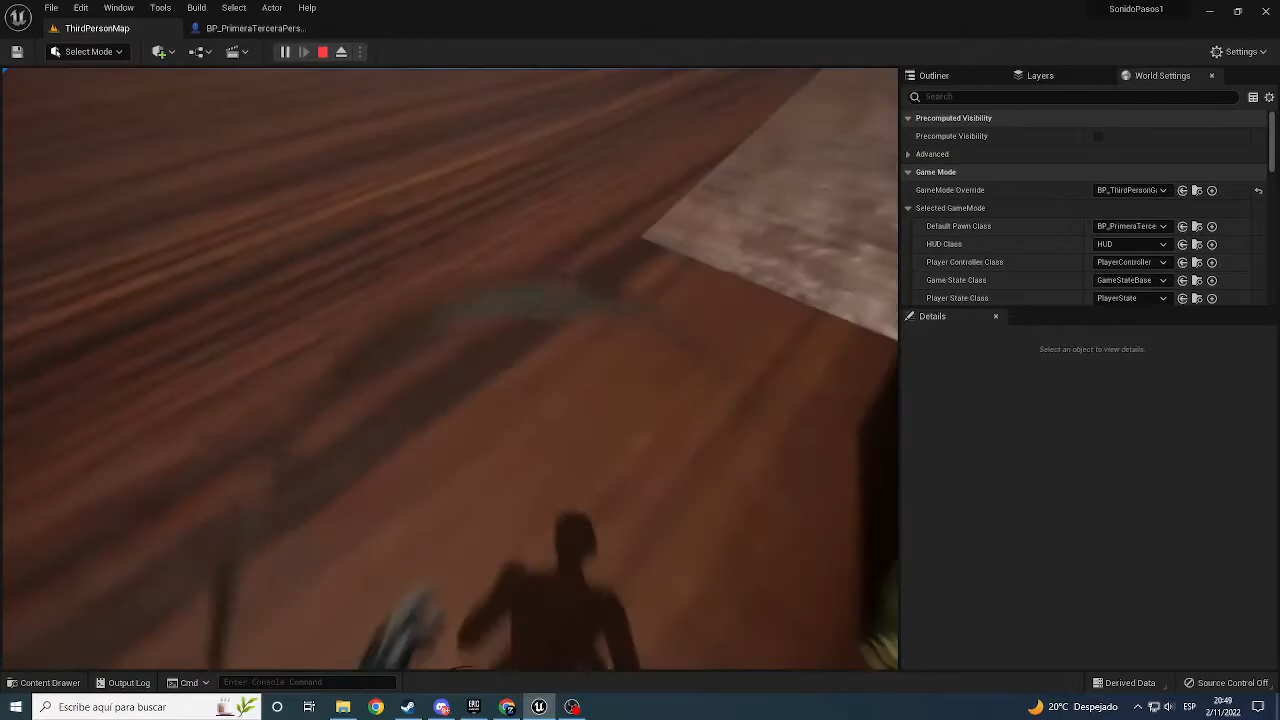 File Edit Window Tools Build Select Actor Help
SonidoPasos1
ThirdPersonMap
BP_PrimeraTerceraPers...
Select Mode
Settings
Outliner
Layers
World Settings
Search
Precomputed Visibility
Precompute Visibility
Advanced
Game Mode
GameMode Override
BP_ThirdPersonGa
Selected GameMode
Default Pawn Class
BP_PrimeraTerce
HUD Class
HUD
Player Controller Class
PlayerController
Game State Class
GameStateBase
Player State Class
PlayerState
Details
Select an object to view details.
Content Drawer
Output Log
Cmd
Enter Console Command
Derived Data
Source Control Off
Escribe aquí para buscar
20°C Despejado
ESP
20:49
2/11/2022